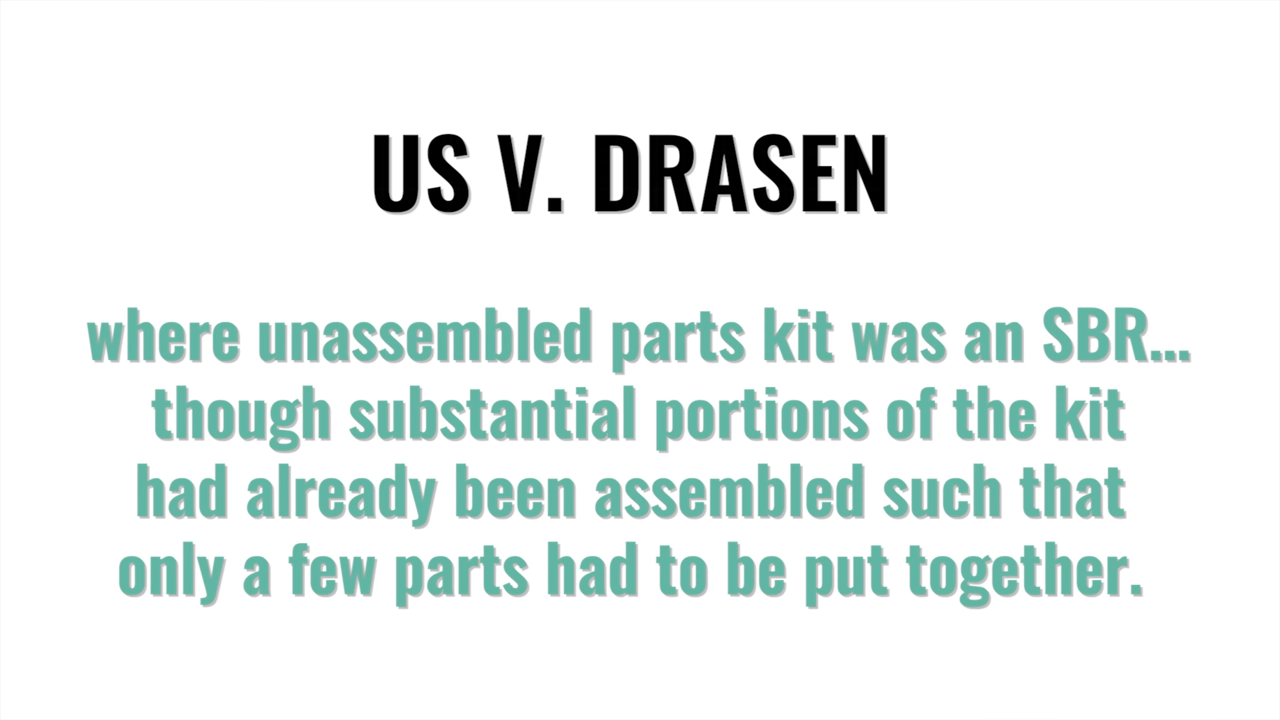 US V. DRASEN
where unassembled parts kit was an SBR...
though substantial portions of the kit
had already been assembled such that
only a few parts had to be put together.